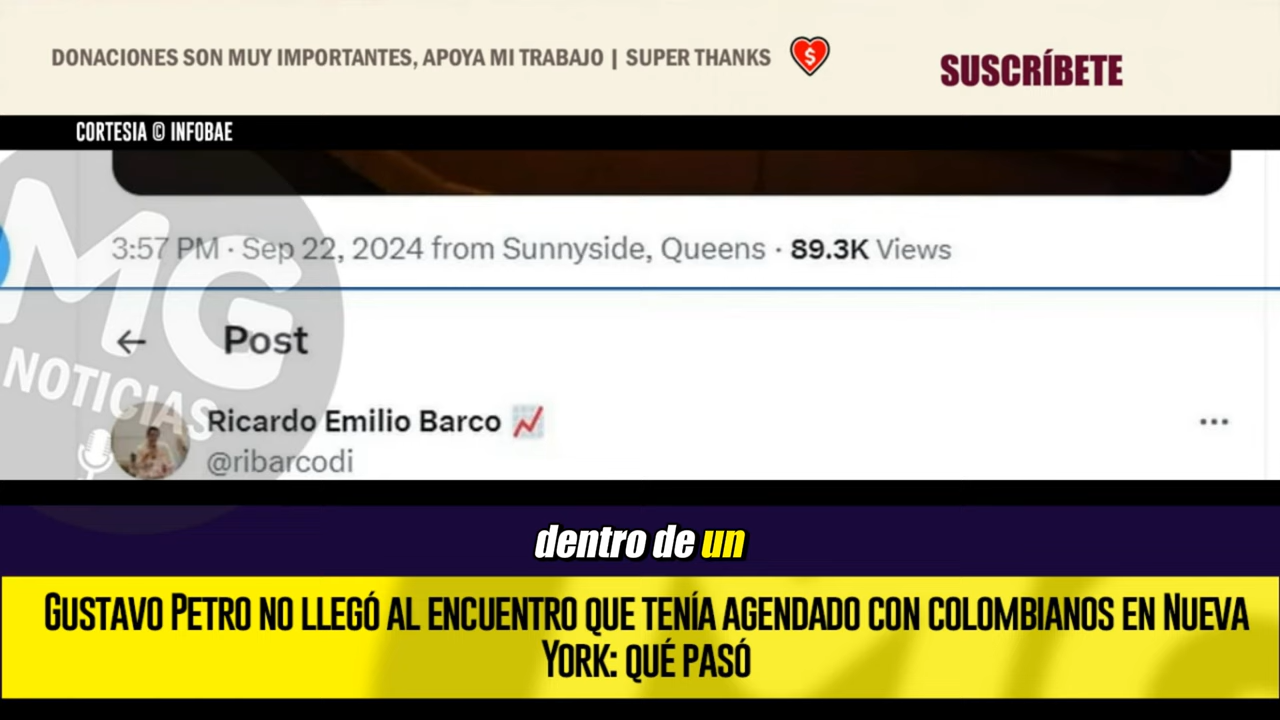 DONACIONES SON MUY IMPORTANTES, APOYA MI TRABAJO | SUPER THANKS
SUSCRÍBETE
CORTESIA © INFOBAE
3:57 PM · Sep 22, 2024 from Sunnyside, Queens · 89.3K Views
← Post
Ricardo Emilio Barco
@ribarcodi
MG
NOTICIAS
dentro de un
GUSTAVO PETRO NO LLEGÓ AL ENCUENTRO QUE TENÍA AGENDADO CON COLOMBIANOS EN NUEVA
YORK: QUÉ PASÓ